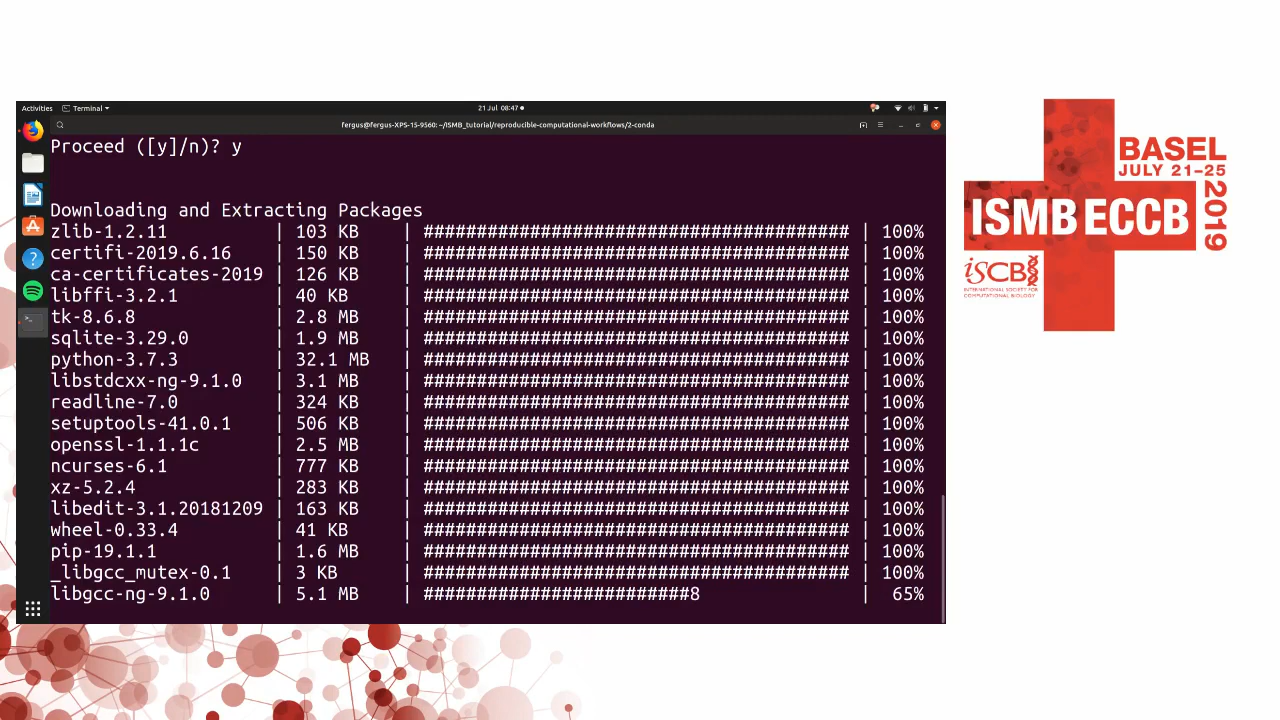 Activities Terminal 21 Jul 08:47
fergus@fergus-XPS-15-9560: ~/ISMB_tutorial/reproducible-computational-workflows/2-conda
Proceed ([y]/n)? y
Downloading and Extracting Packages
zlib-1.2.11 | 103 KB | ######################################## | 100%
certifi-2019.6.16 | 150 KB | ######################################## | 100%
ca-certificates-2019 | 126 KB | ######################################## | 100%
libffi-3.2.1 | 40 KB | ######################################## | 100%
tk-8.6.8 | 2.8 MB | ######################################## | 100%
sqlite-3.29.0 | 1.9 MB | ######################################## | 100%
python-3.7.3 | 32.1 MB | ######################################## | 100%
libstdcxx-ng-9.1.0 | 3.1 MB | ######################################## | 100%
readline-7.0 | 324 KB | ######################################## | 100%
setuptools-41.0.1 | 506 KB | ######################################## | 100%
openssl-1.1.1c | 2.5 MB | ######################################## | 100%
ncurses-6.1 | 777 KB | ######################################## | 100%
xz-5.2.4 | 283 KB | ######################################## | 100%
libedit-3.1.20181209 | 163 KB | ######################################## | 100%
wheel-0.33.4 | 41 KB | ######################################## | 100%
pip-19.1.1 | 1.6 MB | ######################################## | 100%
_libgcc_mutex-0.1 | 3 KB | ######################################## | 100%
libgcc-ng-9.1.0 | 5.1 MB | #########################8 | 65%
BASEL
JULY 21-25
2019
ISMB ECCB
iSCB
INTERNATIONAL SOCIETY FOR
COMPUTATIONAL BIOLOGY